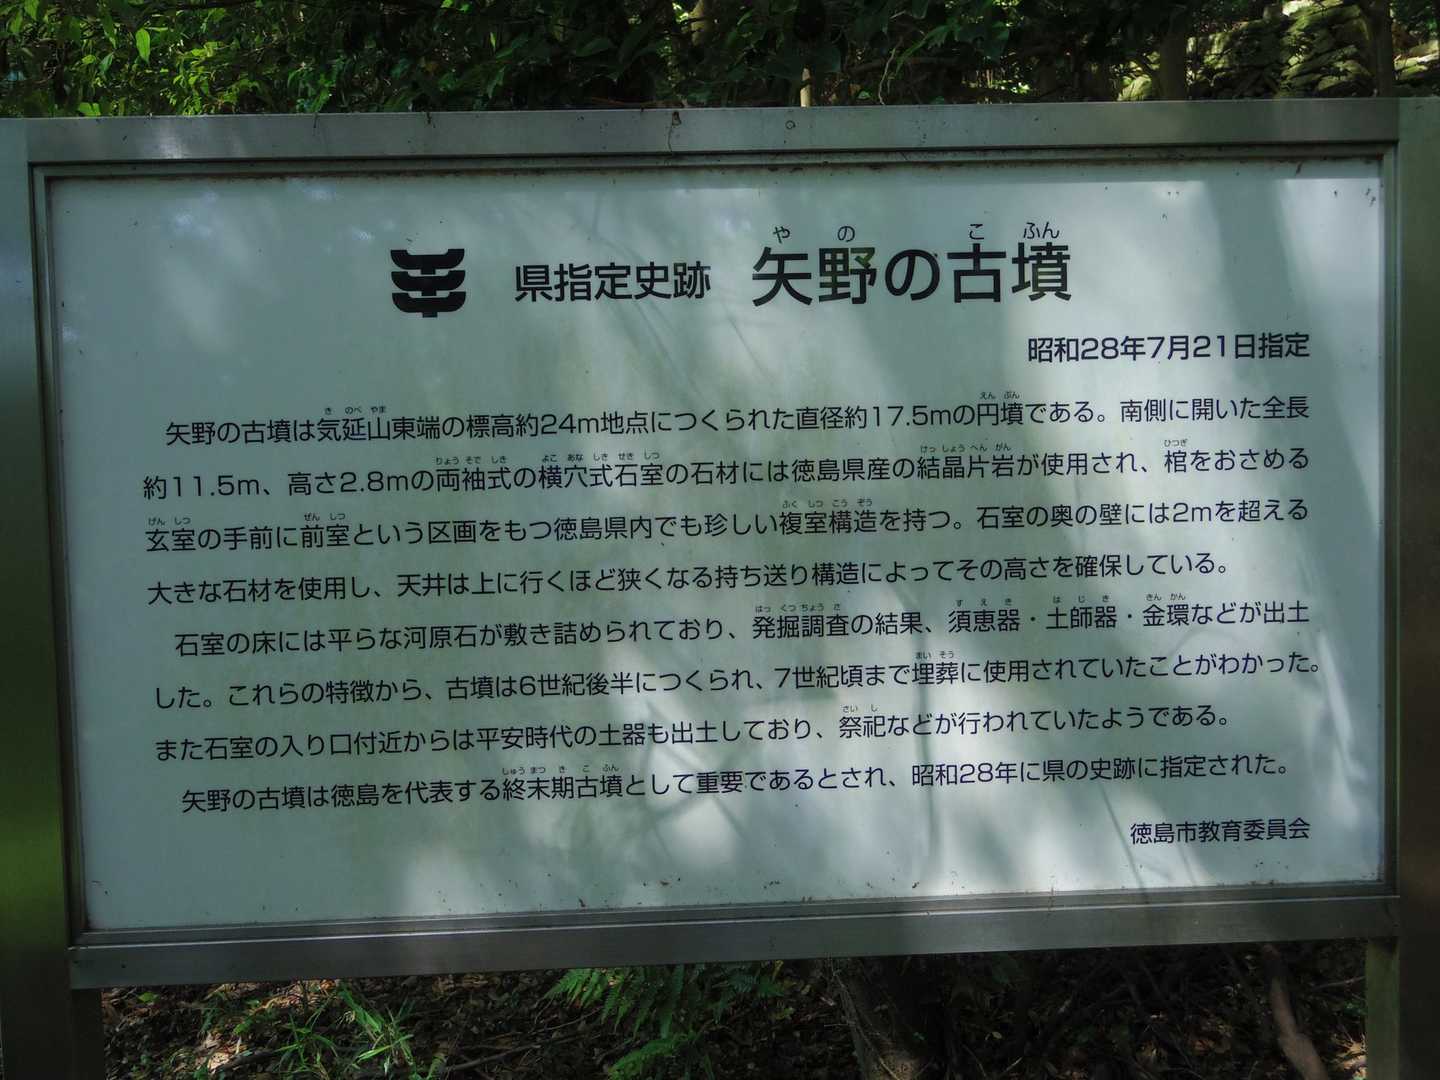 県指定史跡 矢野の古墳
昭和28年7月21日指定
矢野の古墳は気延山東端の標高約24m地点につくられた直径約17.5mの円墳である。南側に開いた全長
約11.5m、高さ2.8mの両袖式の横穴式石室の石材には徳島県産の結晶片岩が使用され、棺をおさめる
玄室の手前に前室という区画をもつ徳島県内でも珍しい複室構造を持つ。石室の奥の壁には2mを超える
大きな石材を使用し、天井は上に行くほど狭くなる持ち送り構造によってその高さを確保している。
石室の床には平らな河原石が敷き詰められており、発掘調査の結果、須恵器・土師器・金環などが出土
した。これらの特徴から、古墳は6世紀後半につくられ、7世紀頃まで埋葬に使用されていたことがわかった。
また石室の入り口付近からは平安時代の土器も出土しており、祭祀などが行われていたようである。
矢野の古墳は徳島を代表する終末期古墳として重要であるとされ、昭和28年に県の史跡に指定された。
徳島市教育委員会